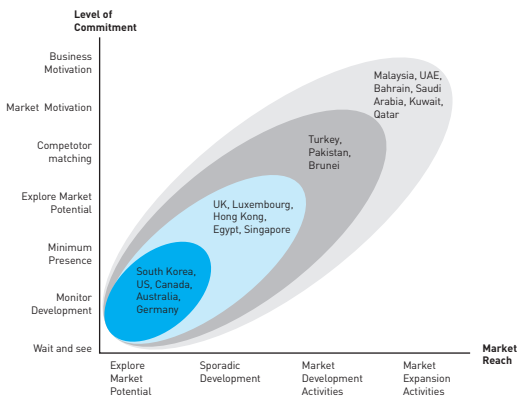 Level of
Commitment
Business
Motivation
Market Motivation
Competotor
matching
Explore Market
Potential
Minimum
Presence
Monitor
Development
Wait and see
Malaysia, UAE,
Bahrain, Saudi
Arabia, Kuwait,
Qatar
Turkey,
Pakistan,
Brunei
UK, Luxembourg,
Hong Kong,
Egypt, Singapore
South Korea,
US, Canada,
Australia,
Germany
Market
Reach
Explore
Market
Potential
Sporadic
Development
Market
Development
Activities
Market
Expansion
Activities